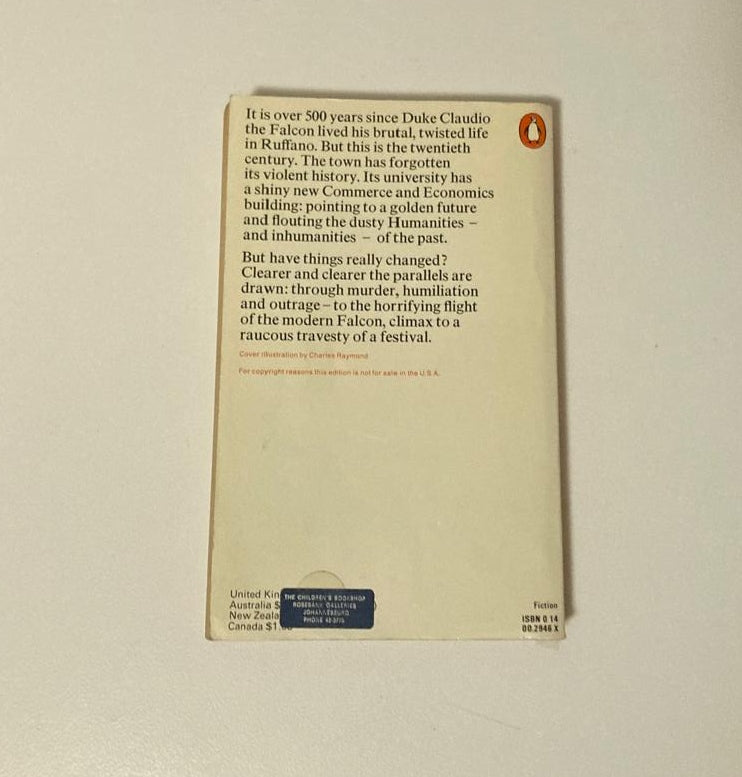 It is over 500 years since Duke Claudio
the Falcon lived his brutal, twisted life
in Ruffano. But this is the twentieth
century. The town has forgotten
its violent history. Its university has
a shiny new Commerce and Economics
building: pointing to a golden future
and flouting the dusty Humanities –
and inhumanities – of the past.
But have things really changed?
Clearer and clearer the parallels are
drawn: through murder, humiliation
and outrage – to the horrifying flight
of the modern Falcon, climax to a
raucous travesty of a festival.
Cover illustration by Charles Raymond
For copyright reasons this edition is not for sale in the U.S.A.
United Kin
Australia $
New Zeala
Canada $1.
THE CHILDREN'S BOOKSHOP
ROSEBANK GALLERIES
JOHANNESBURG
PHONE
Fiction
ISBN 0 14
00.2946 X